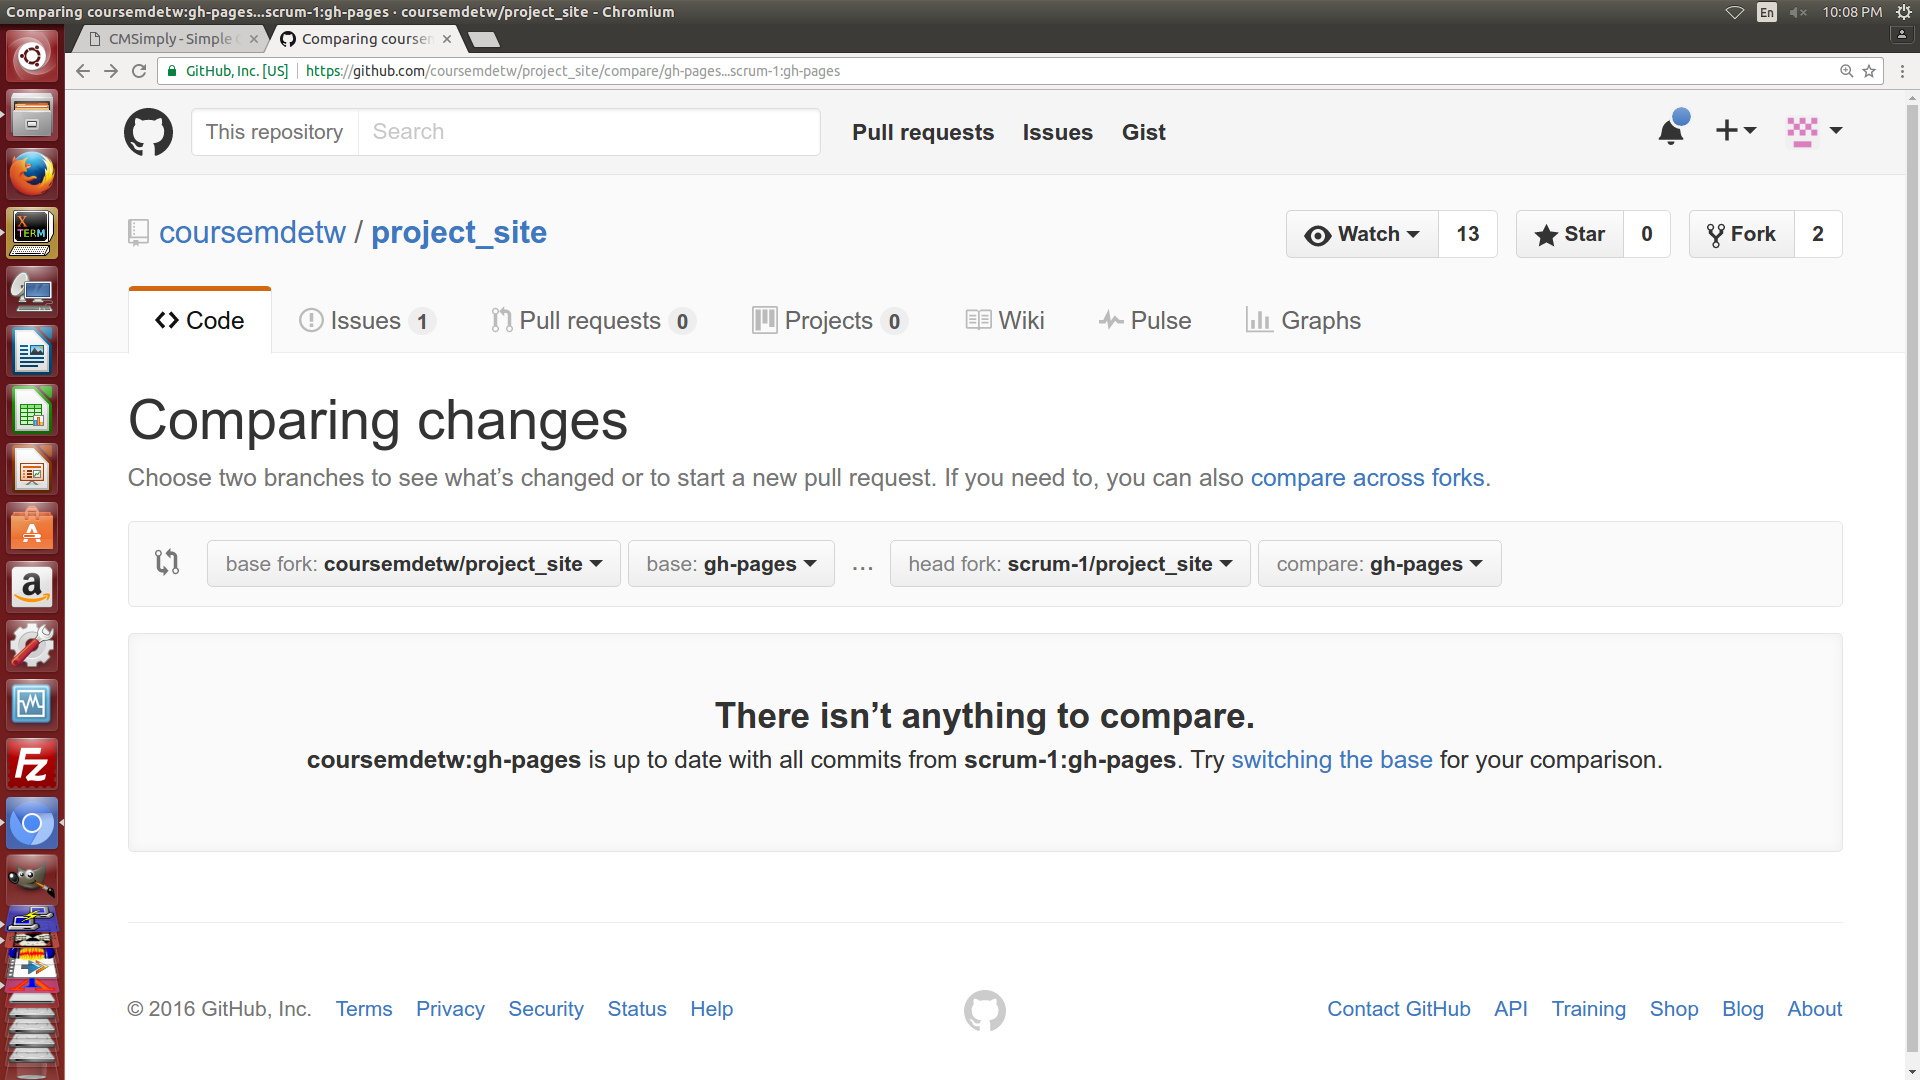 Comparing coursemdetw:gh-pages...scrum-1:gh-pages · coursemdetw/project_site - Chromium
En
10:08 PM
CMSimply - Simple
Comparing coursem
GitHub, Inc. [US]
https://github.com/coursemdetw/project_site/compare/gh-pages...scrum-1:gh-pages
This repository
Search
Pull requests
Issues
Gist
coursemdetw / project_site
Watch 13
Star 0
Fork 2
Code
Issues 1
Pull requests 0
Projects 0
Wiki
Pulse
Graphs
Comparing changes
Choose two branches to see what’s changed or to start a new pull request. If you need to, you can also compare across forks.
base fork: coursemdetw/project_site
base: gh-pages
...
head fork: scrum-1/project_site
compare: gh-pages
There isn’t anything to compare.
coursemdetw:gh-pages is up to date with all commits from scrum-1:gh-pages. Try switching the base for your comparison.
© 2016 GitHub, Inc.
Terms
Privacy
Security
Status
Help
Contact GitHub
API
Training
Shop
Blog
About
X
TERM
A
a
Fz